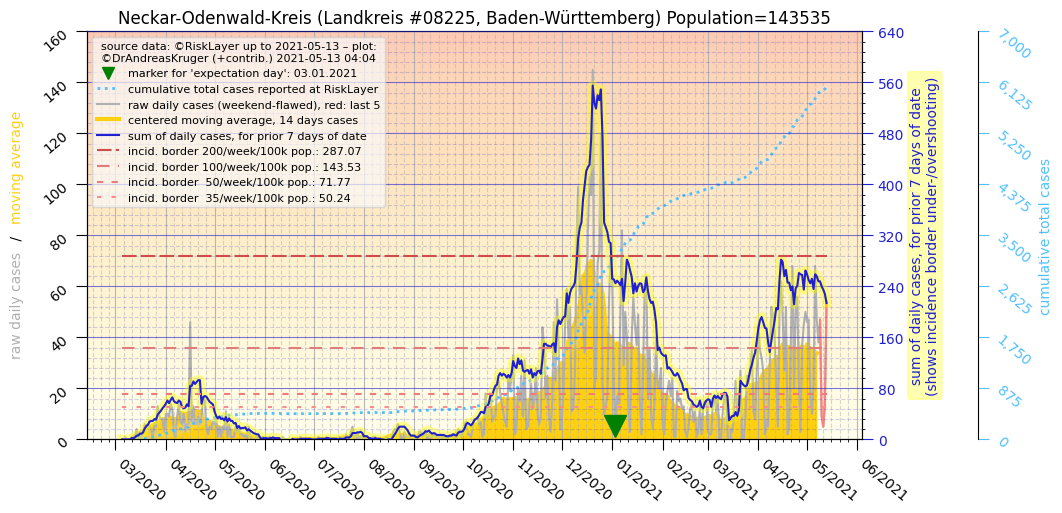 Neckar-Odenwald-Kreis (Landkreis #08225, Baden-Württemberg) Population=143535
source data: ©RiskLayer up to 2021-05-13 – plot:
©DrAndreasKruger (+contrib.) 2021-05-13 04:04
marker for 'expectation day': 03.01.2021
cumulative total cases reported at RiskLayer
raw daily cases (weekend-flawed), red: last 5
centered moving average, 14 days cases
sum of daily cases, for prior 7 days of date
incid. border 200/week/100k pop.: 287.07
incid. border 100/week/100k pop.: 143.53
incid. border  50/week/100k pop.: 71.77
incid. border  35/week/100k pop.: 50.24
raw daily cases / moving average
160
140
120
100
80
60
40
20
0
640
560
480
400
320
240
160
80
0
sum of daily cases, for prior 7 days of date
(shows incidence border under-/overshooting)
7,000
6,125
5,250
4,375
3,500
2,625
1,750
875
0
cumulative total cases
03/2020
04/2020
05/2020
06/2020
07/2020
08/2020
09/2020
10/2020
11/2020
12/2020
01/2021
02/2021
03/2021
04/2021
05/2021
06/2021